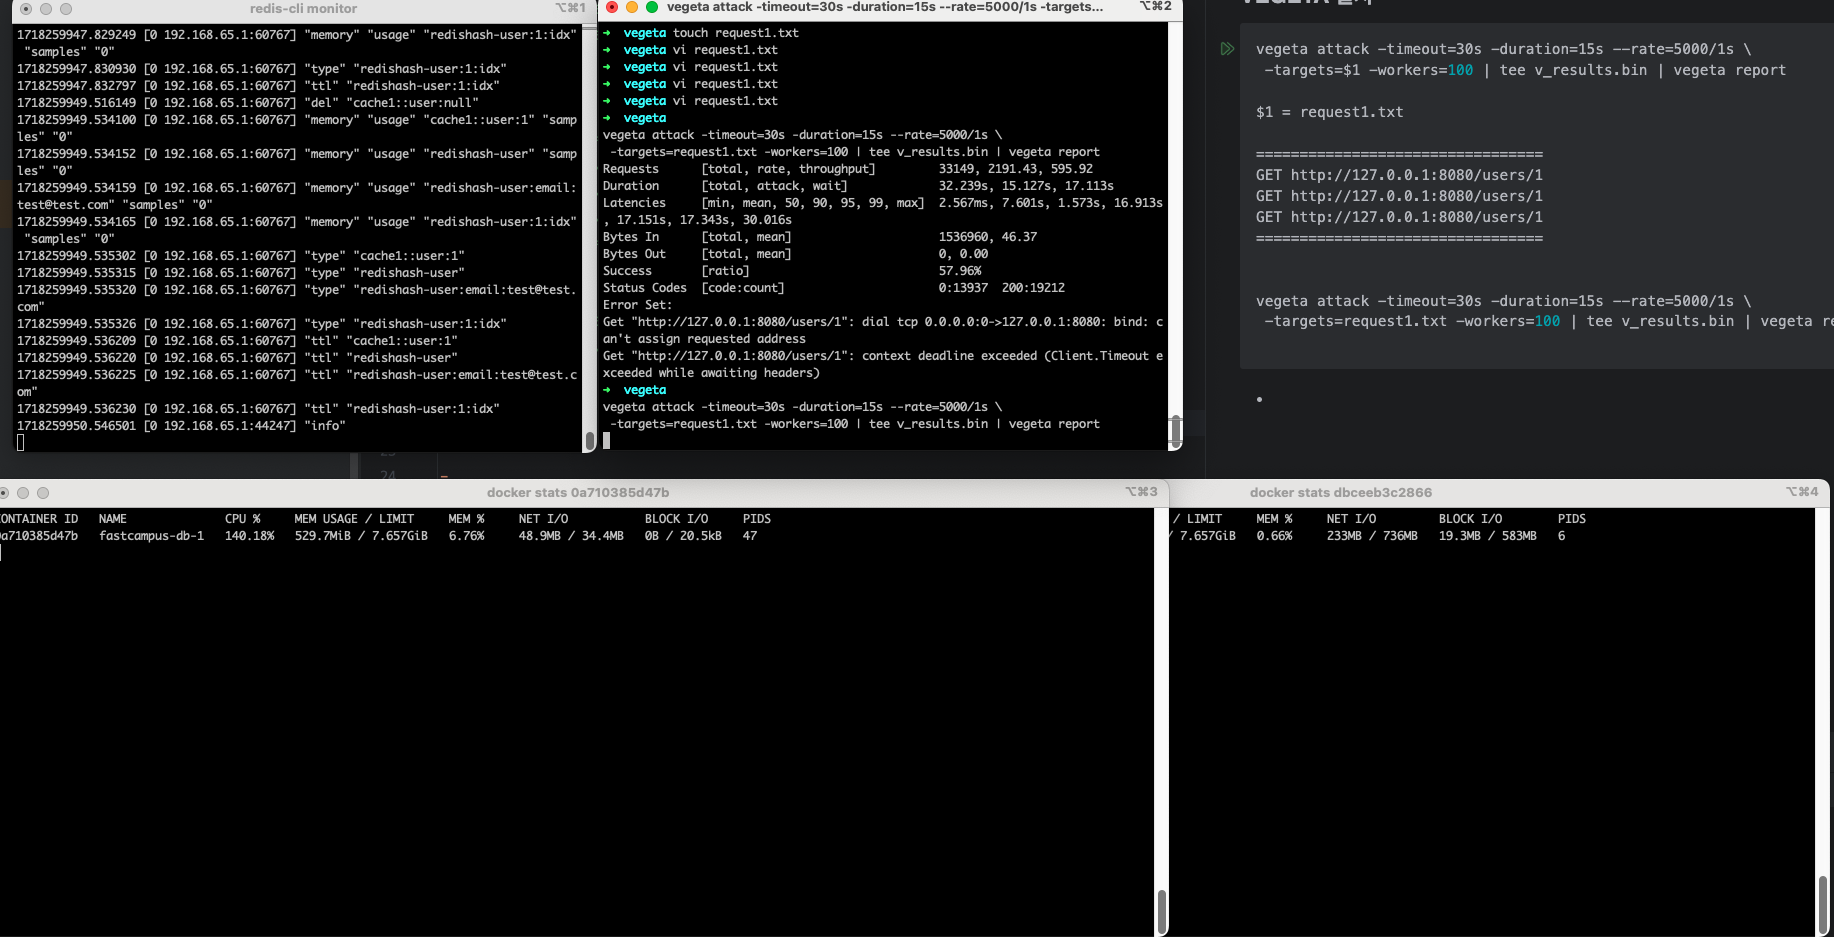 redis-cli monitor ⌥⌘1
1718259947.829249 [0 192.168.65.1:60767] "memory" "usage" "redishash-user:1:idx"
"samples" "0"
1718259947.830930 [0 192.168.65.1:60767] "type" "redishash-user:1:idx"
1718259947.832797 [0 192.168.65.1:60767] "ttl" "redishash-user:1:idx"
1718259949.516149 [0 192.168.65.1:60767] "del" "cache1::user:null"
1718259949.534100 [0 192.168.65.1:60767] "memory" "usage" "cache1::user:1" "samp
les" "0"
1718259949.534152 [0 192.168.65.1:60767] "memory" "usage" "redishash-user" "samp
les" "0"
1718259949.534159 [0 192.168.65.1:60767] "memory" "usage" "redishash-user:email:
test@test.com" "samples" "0"
1718259949.534165 [0 192.168.65.1:60767] "memory" "usage" "redishash-user:1:idx"
"samples" "0"
1718259949.535302 [0 192.168.65.1:60767] "type" "cache1::user:1"
1718259949.535315 [0 192.168.65.1:60767] "type" "redishash-user"
1718259949.535320 [0 192.168.65.1:60767] "type" "redishash-user:email:test@test.
com"
1718259949.535326 [0 192.168.65.1:60767] "type" "redishash-user:1:idx"
1718259949.536209 [0 192.168.65.1:60767] "ttl" "cache1::user:1"
1718259949.536220 [0 192.168.65.1:60767] "ttl" "redishash-user"
1718259949.536225 [0 192.168.65.1:60767] "ttl" "redishash-user:email:test@test.c
om"
1718259949.536230 [0 192.168.65.1:60767] "ttl" "redishash-user:1:idx"
1718259950.546501 [0 192.168.65.1:44247] "info"
vegeta attack -timeout=30s -duration=15s --rate=5000/1s -targets... ⌥⌘2
→ vegeta touch request1.txt
→ vegeta vi request1.txt
→ vegeta vi request1.txt
→ vegeta vi request1.txt
→ vegeta vi request1.txt
→ vegeta
vegeta attack -timeout=30s -duration=15s --rate=5000/1s \
-targets=request1.txt -workers=100 | tee v_results.bin | vegeta report
Requests [total, rate, throughput] 33149, 2191.43, 595.92
Duration [total, attack, wait] 32.239s, 15.127s, 17.113s
Latencies [min, mean, 50, 90, 95, 99, max] 2.567ms, 7.601s, 1.573s, 16.913s
, 17.151s, 17.343s, 30.016s
Bytes In [total, mean] 1536960, 46.37
Bytes Out [total, mean] 0, 0.00
Success [ratio] 57.96%
Status Codes [code:count] 0:13937 200:19212
Error Set:
Get "http://127.0.0.1:8080/users/1": dial tcp 0.0.0.0:0->127.0.0.1:8080: bind: c
an't assign requested address
Get "http://127.0.0.1:8080/users/1": context deadline exceeded (Client.Timeout e
xceeded while awaiting headers)
→ vegeta
vegeta attack -timeout=30s -duration=15s --rate=5000/1s \
-targets=request1.txt -workers=100 | tee v_results.bin | vegeta report
vegeta attack -timeout=30s -duration=15s --rate=5000/1s \
-targets=$1 -workers=100 | tee v_results.bin | vegeta report
$1 = request1.txt
=================================
GET http://127.0.0.1:8080/users/1
GET http://127.0.0.1:8080/users/1
GET http://127.0.0.1:8080/users/1
=================================
vegeta attack -timeout=30s -duration=15s --rate=5000/1s \
-targets=request1.txt -workers=100 | tee v_results.bin | vegeta re
24
docker stats 0a710385d47b ⌥⌘3
ONTAINER ID NAME CPU % MEM USAGE / LIMIT MEM % NET I/O BLOCK I/O PIDS
0a710385d47b fastcampus-db-1 140.18% 529.7MiB / 7.657GiB 6.76% 48.9MB / 34.4MB 0B / 20.5kB 47
docker stats dbceeb3c2866 ⌥⌘4
/ LIMIT MEM % NET I/O BLOCK I/O PIDS
/ 7.657GiB 0.66% 233MB / 736MB 19.3MB / 583MB 6